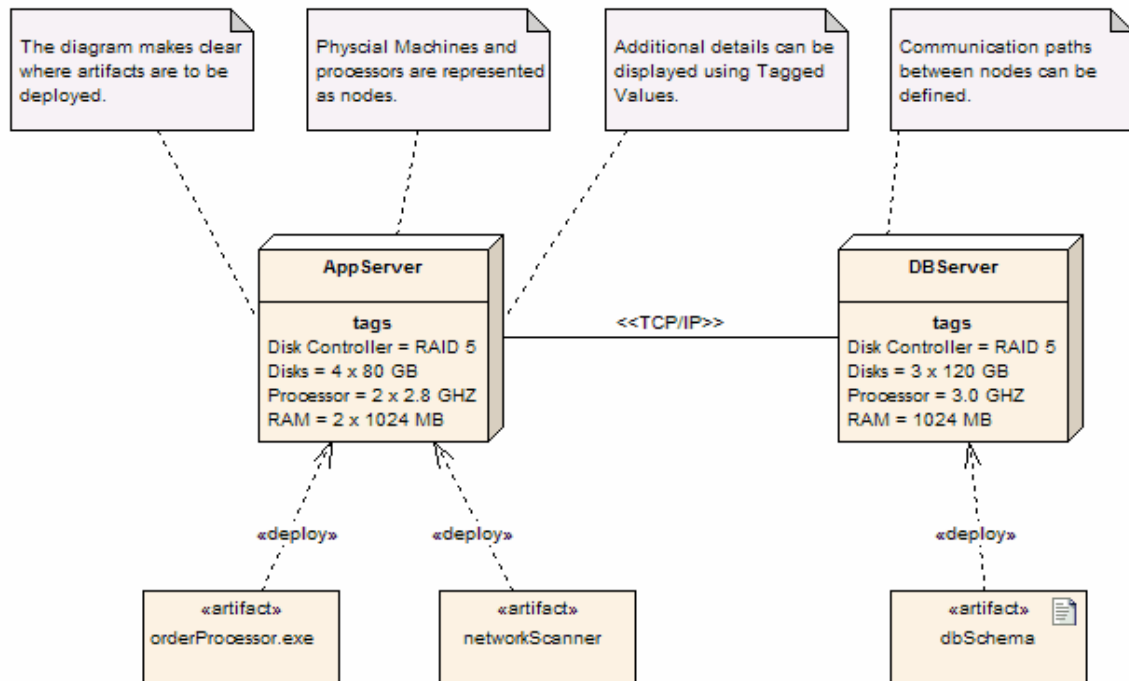 The diagram makes clear
where artifacts are to be
deployed.
Physcial Machines and
processors are represented
as nodes.
Additional details can be
displayed using Tagged
Values.
Communication paths
between nodes can be
defined.
AppServer
tags
Disk Controller = RAID 5
Disks = 4 x 80 GB
Processor = 2 x 2.8 GHZ
RAM = 2 x 1024 MB
<<TCP/IP>>
DBServer
tags
Disk Controller = RAID 5
Disks = 3 x 120 GB
Processor = 3.0 GHZ
RAM = 1024 MB
«deploy»
«deploy»
«deploy»
«artifact»
orderProcessor.exe
«artifact»
networkScanner
«artifact»
dbSchema